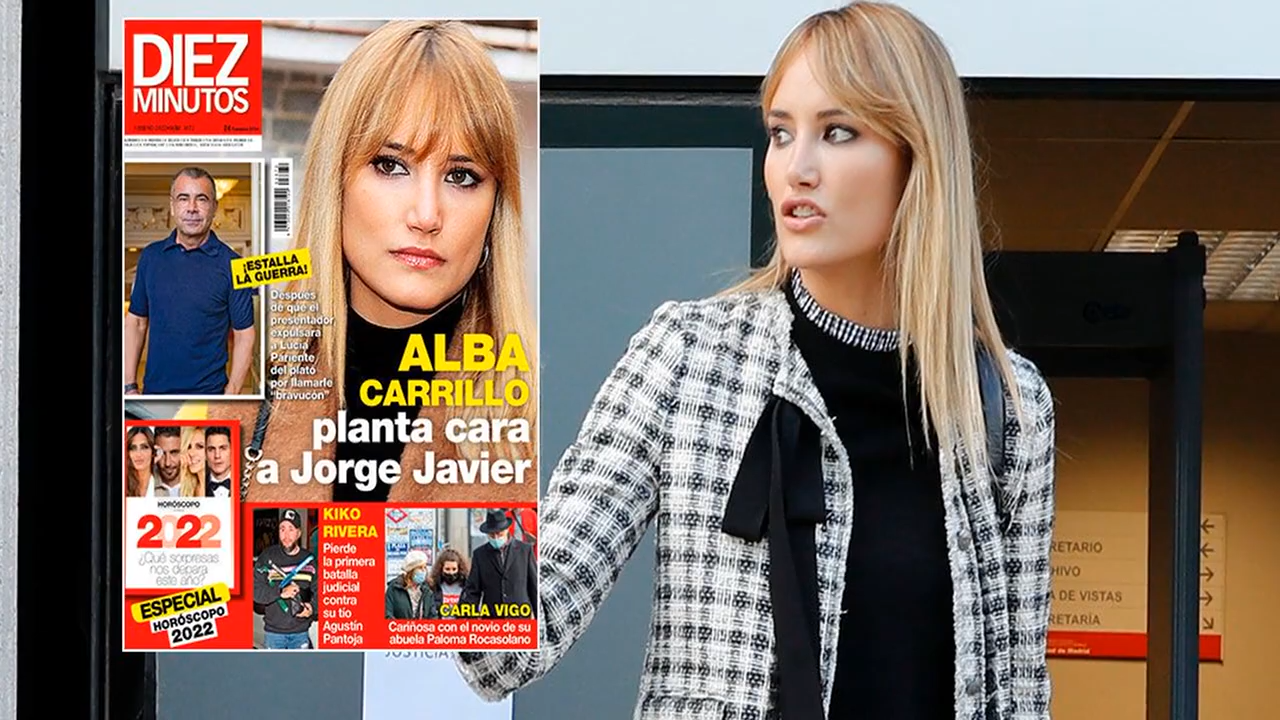 DIEZ
MINUTOS
¡ESTALLA
LA GUERRA!
Después
de que el
presentador
expulsara
a Lucía
Pariente
del plató
por llamarle
"bravucón"
ALBA
CARRILLO
planta cara
a Jorge Javier
HORÓSCOPO
2022
¿Qué sorpresas
nos depara
este año?
ESPECIAL
HORÓSCOPO
2022
KIKO
RIVERA
Pierde
la primera
batalla
judicial
contra
su tío
Agustín
Pantoja
CARLA VIGO
Cariñosa con el novio de su
abuela Paloma Rocasolano
JUSTICIA
RETARIO
HIVO
A DE VISTAS
RETARÍA
de Madrid